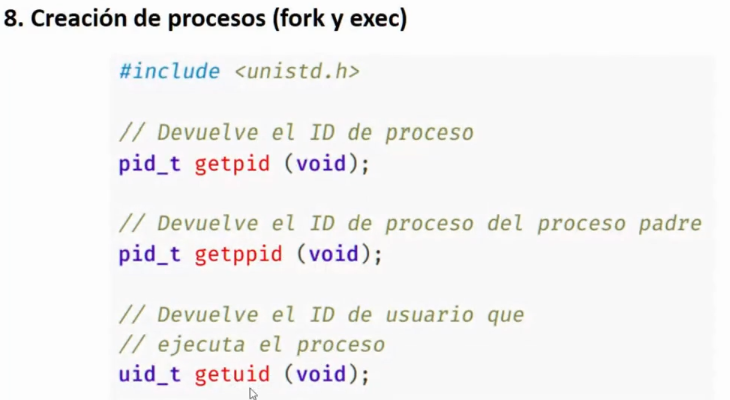 8. Creación de procesos (fork y exec)
#include <unistd.h>
// Devuelve el ID de proceso
pid_t getpid (void);
// Devuelve el ID de proceso del proceso padre
pid_t getppid (void);
// Devuelve el ID de usuario que
// ejecuta el proceso
uid_t getuid (void);